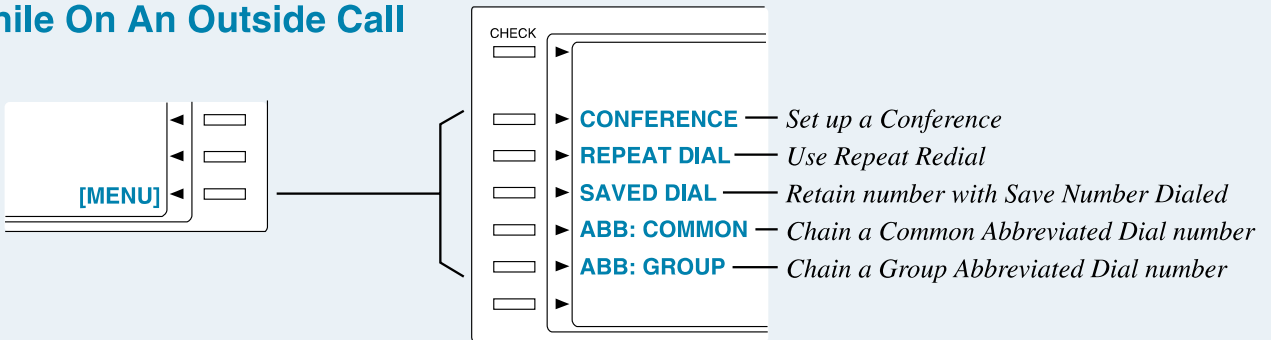 While On An Outside Call
CHECK
[MENU]
CONFERENCE Set up a Conference
REPEAT DIAL Use Repeat Redial
SAVED DIAL Retain number with Save Number Dialed
ABB: COMMON Chain a Common Abbreviated Dial number
ABB: GROUP Chain a Group Abbreviated Dial number